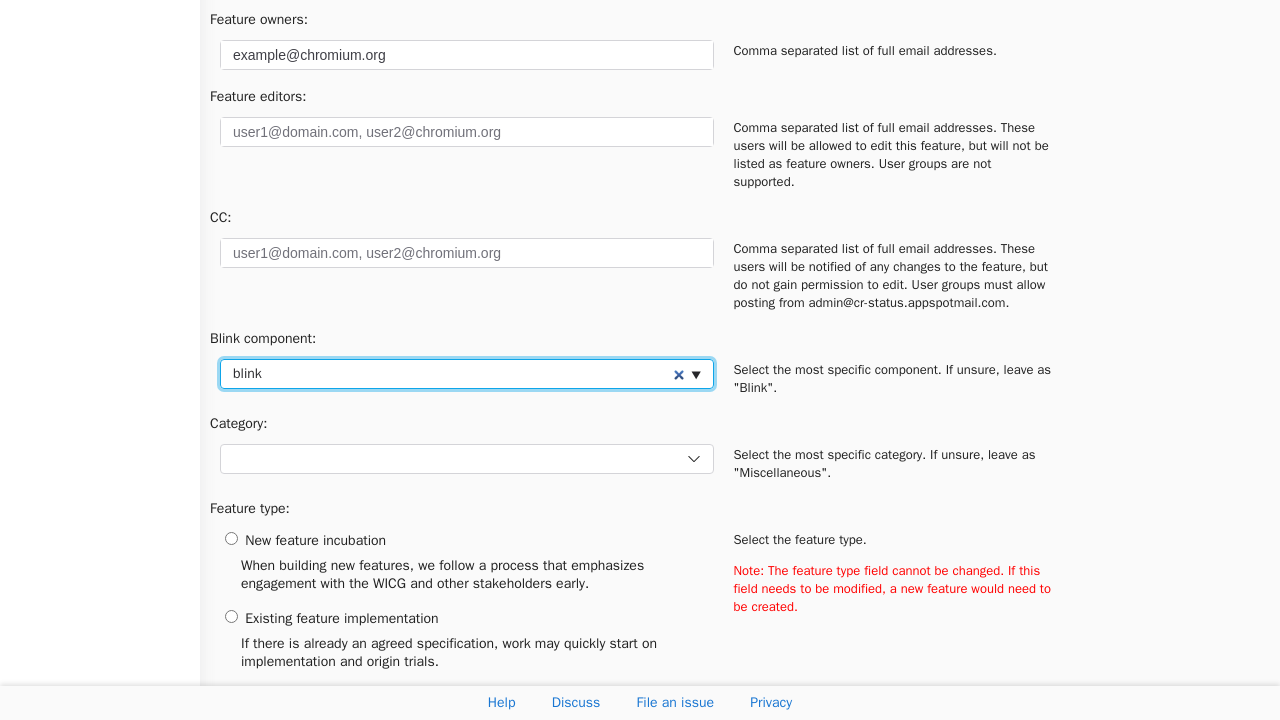 Feature owners:
example@chromium.org
Comma separated list of full email addresses.
Feature editors:
user1@domain.com, user2@chromium.org
Comma separated list of full email addresses. These
users will be allowed to edit this feature, but will not be
listed as feature owners. User groups are not
supported.
CC:
user1@domain.com, user2@chromium.org
Comma separated list of full email addresses. These
users will be notified of any changes to the feature, but
do not gain permission to edit. User groups must allow
posting from admin@cr-status.appspotmail.com.
Blink component:
blink
Select the most specific component. If unsure, leave as
"Blink".
Category:
Select the most specific category. If unsure, leave as
"Miscellaneous".
Feature type:
New feature incubation
When building new features, we follow a process that emphasizes
engagement with the WICG and other stakeholders early.
Existing feature implementation
If there is already an agreed specification, work may quickly start on
implementation and origin trials.
Select the feature type.
Note: The feature type field cannot be changed. If this
field needs to be modified, a new feature would need to
be created.
Help Discuss File an issue Privacy